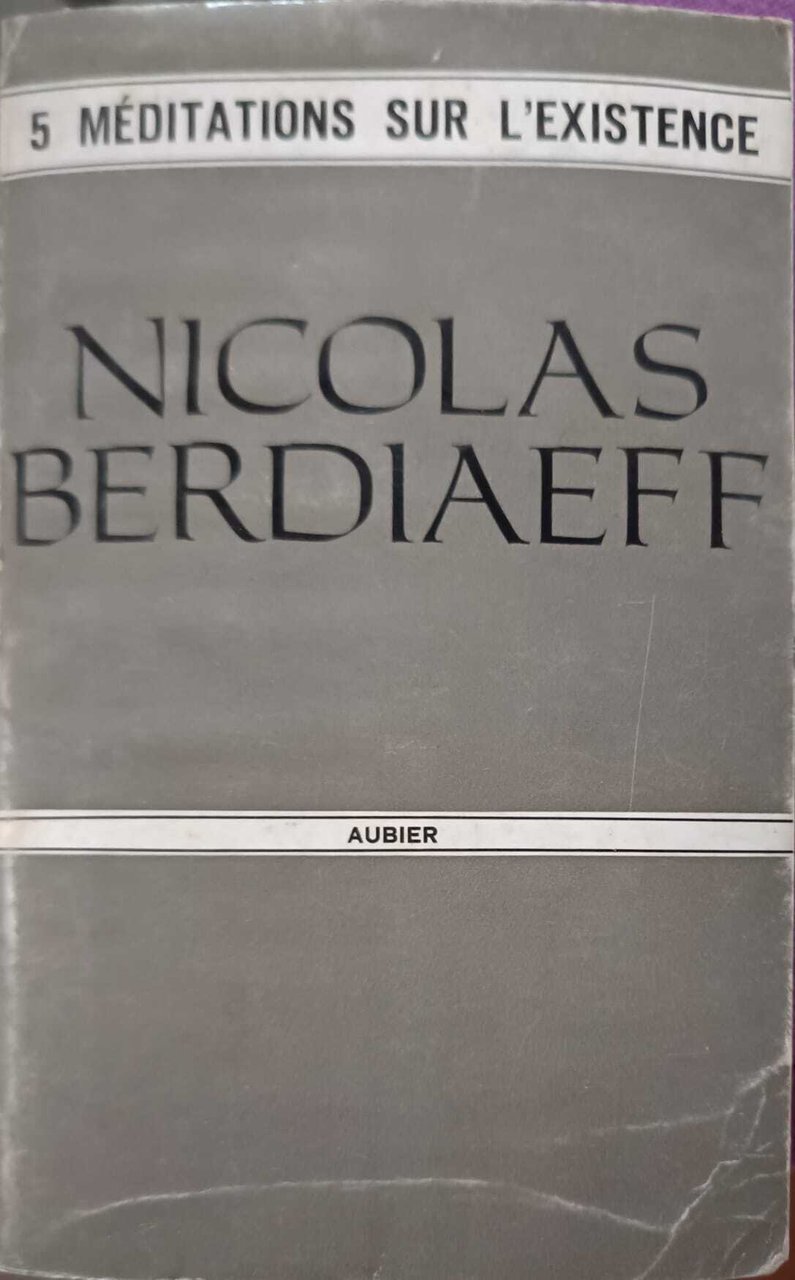 5 MÉDITATIONS SUR L'EXISTENCE
NICOLAS
BERDIAEFF
AUBIER